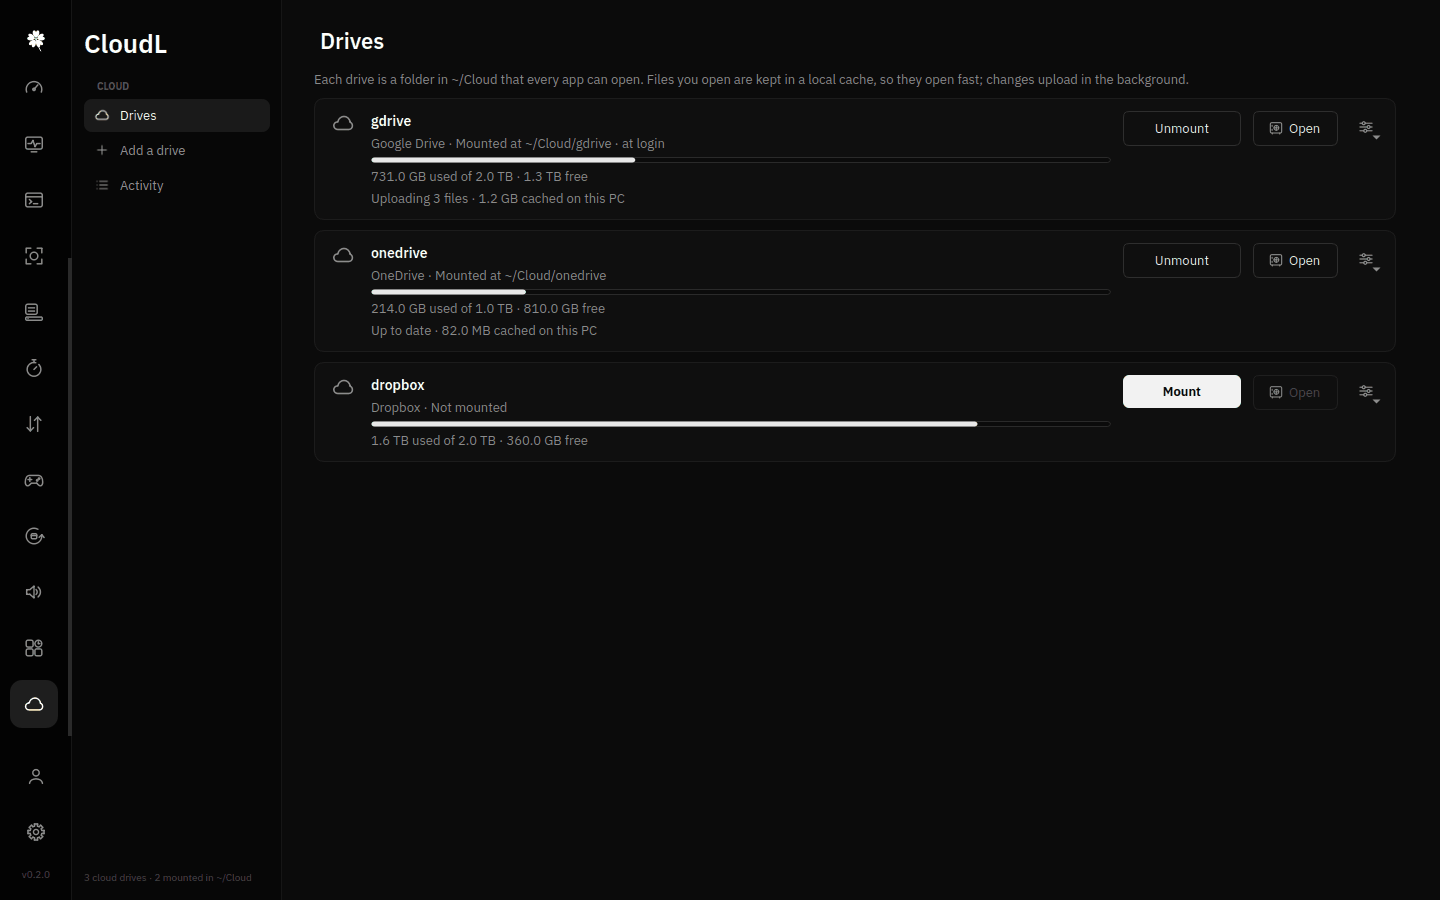 CloudL
CLOUD
Drives
Add a drive
Activity
3 cloud drives · 2 mounted in ~/Cloud
v0.2.0
Drives
Each drive is a folder in ~/Cloud that every app can open. Files you open are kept in a local cache, so they open fast; changes upload in the background.
gdrive
Google Drive · Mounted at ~/Cloud/gdrive · at login
731.0 GB used of 2.0 TB · 1.3 TB free
Uploading 3 files · 1.2 GB cached on this PC
Unmount
Open
onedrive
OneDrive · Mounted at ~/Cloud/onedrive
214.0 GB used of 1.0 TB · 810.0 GB free
Up to date · 82.0 MB cached on this PC
Unmount
Open
dropbox
Dropbox · Not mounted
1.6 TB used of 2.0 TB · 360.0 GB free
Mount
Open